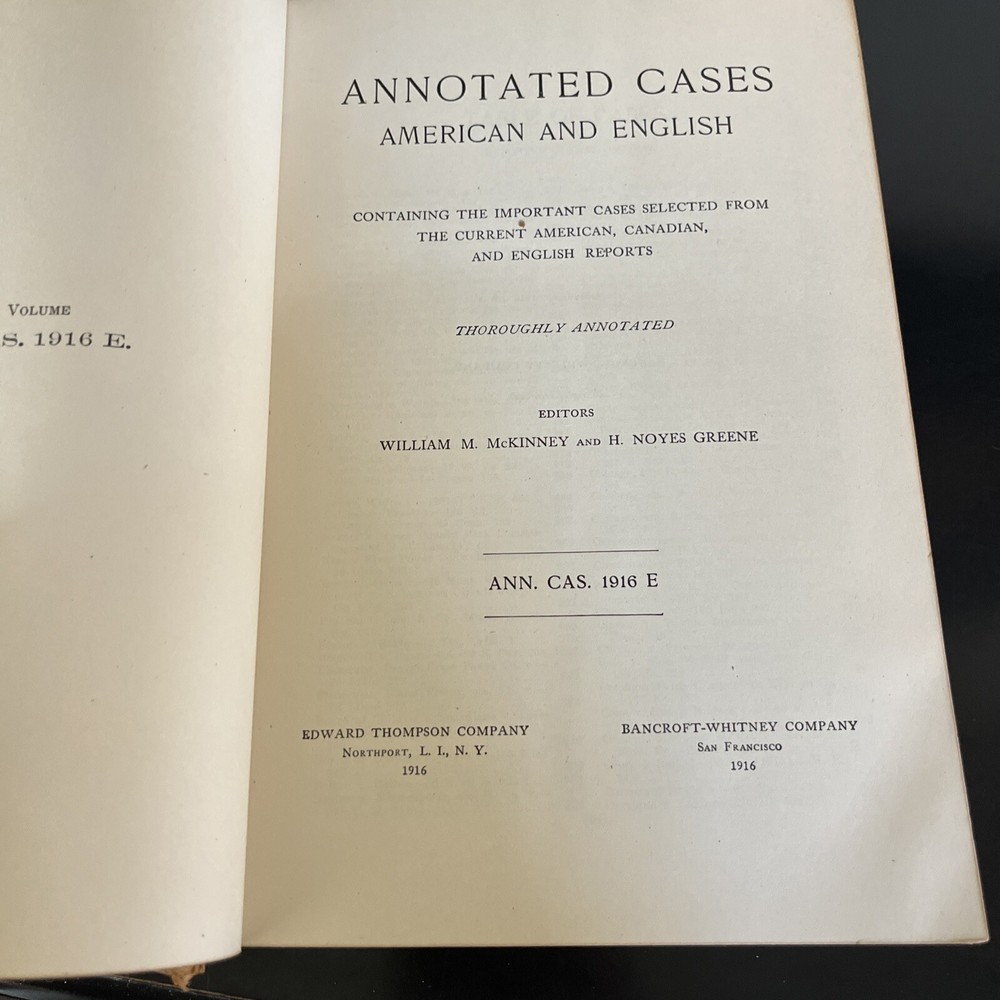 VOLUME
S. 1916 E.
ANNOTATED CASES
AMERICAN AND ENGLISH
CONTAINING THE IMPORTANT CASES SELECTED FROM
THE CURRENT AMERICAN, CANADIAN,
AND ENGLISH REPORTS
THOROUGHLY ANNOTATED
EDITORS
WILLIAM M. McKINNEY AND H. NOYES GREENE
ANN. CAS. 1916 E
EDWARD THOMPSON COMPANY
NORTHPORT, L. I., N. Y.
1916
BANCROFT-WHITNEY COMPANY
SAN FRANCISCO
1916